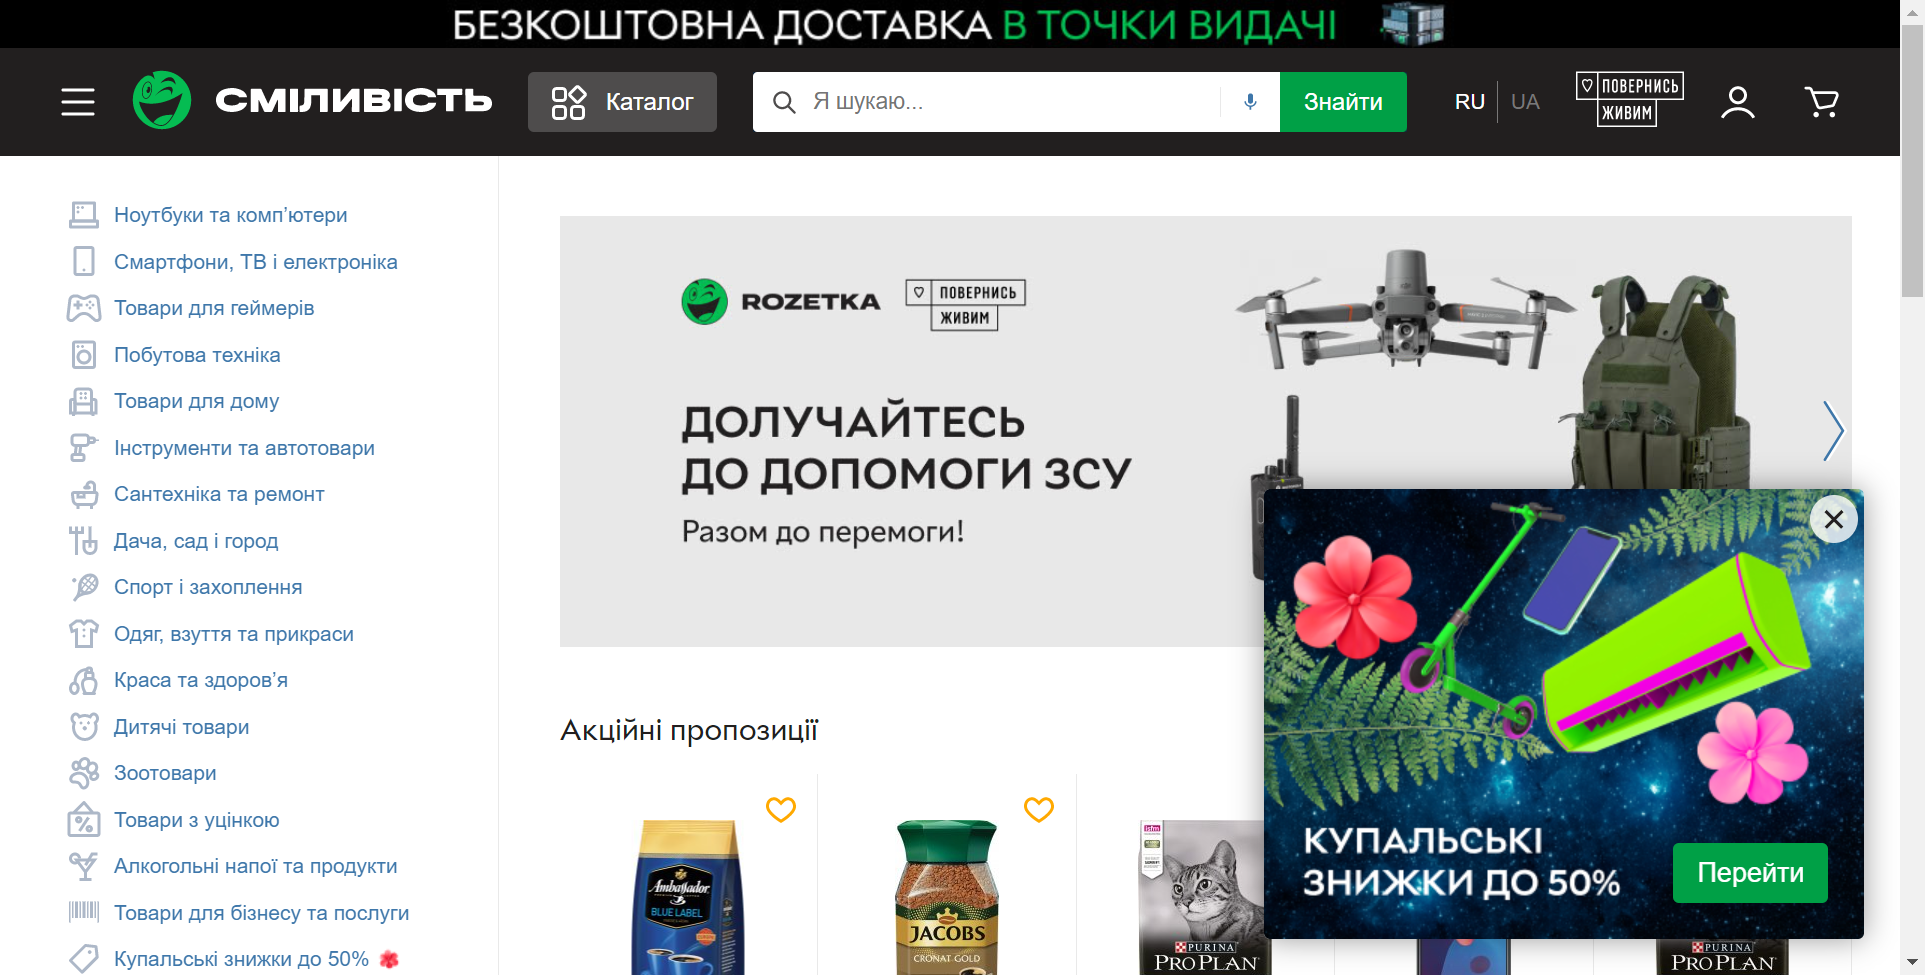 БЕЗКОШТОВНА ДОСТАВКА В ТОЧКИ ВИДАЧІ
СМІЛИВІСТЬ
Каталог
Я шукаю...
Знайти
RU
UA
ПОВЕРНИСЬ
ЖИВИМ
Ноутбуки та комп’ютери
Смартфони, ТВ і електроніка
Товари для геймерів
Побутова техніка
Товари для дому
Інструменти та автотовари
Сантехніка та ремонт
Дача, сад і город
Спорт і захоплення
Одяг, взуття та прикраси
Краса та здоров’я
Дитячі товари
Зоотовари
Товари з уцінкою
Алкогольні напої та продукти
Товари для бізнесу та послуги
Купальські знижки до 50%
ROZETKA
ПОВЕРНИСЬ
ЖИВИМ
ДОЛУЧАЙТЕСЬ
ДО ДОПОМОГИ ЗСУ
Разом до перемоги!
Акційні пропозиції
Ambassador
BLUE LABEL
JACOBS
CRONAT GOLD
PURINA
PRO PLAN
КУПАЛЬСЬКІ
ЗНИЖКИ ДО 50%
Перейти
PURINA
PRO PLAN